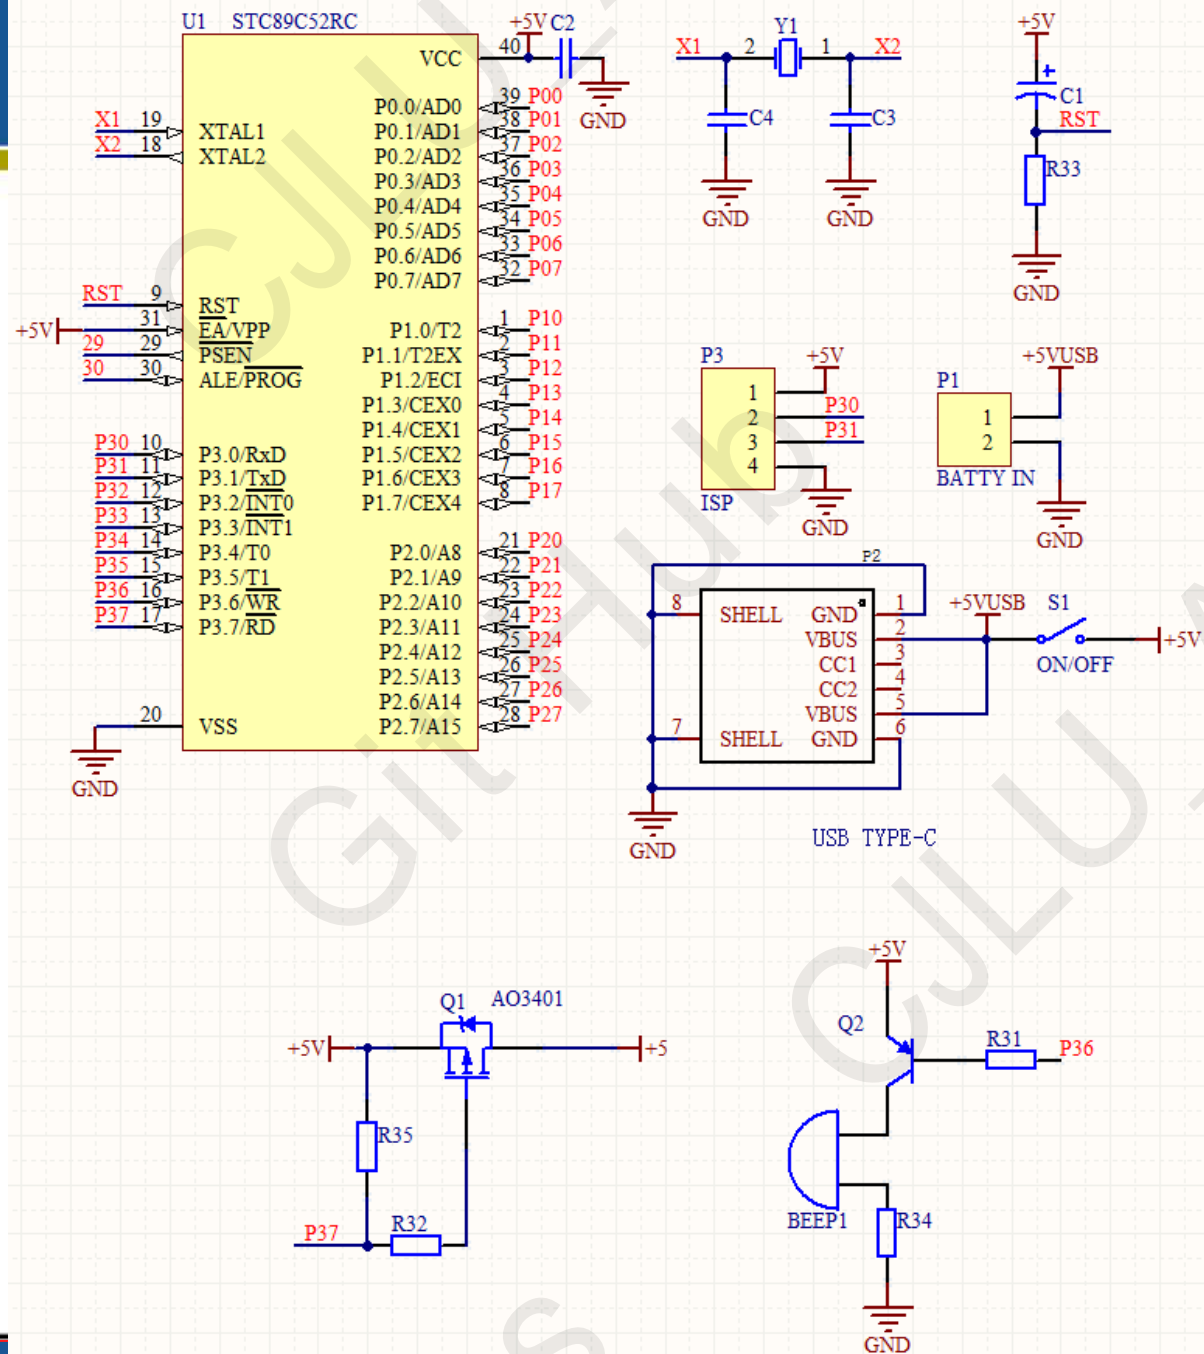 U1 STC89C52RC
X1 19 XTAL1
X2 18 XTAL2
RST 9 RST
+5V 31 EA/VPP
29 29 PSEN
30 30 ALE/PROG
P30 10 P3.0/RxD
P31 11 P3.1/TxD
P32 12 P3.2/INT0
P33 13 P3.3/INT1
P34 14 P3.4/T0
P35 15 P3.5/T1
P36 16 P3.6/WR
P37 17 P3.7/RD
20 VSS
GND
VCC 40
+5V C2
GND
P0.0/AD0 39 P00
P0.1/AD1 38 P01
P0.2/AD2 37 P02
P0.3/AD3 36 P03
P0.4/AD4 35 P04
P0.5/AD5 34 P05
P0.6/AD6 33 P06
P0.7/AD7 32 P07
P1.0/T2 1 P10
P1.1/T2EX 2 P11
P1.2/ECI 3 P12
P1.3/CEX0 4 P13
P1.4/CEX1 5 P14
P1.5/CEX2 6 P15
P1.6/CEX3 7 P16
P1.7/CEX4 8 P17
P2.0/A8 21 P20
P2.1/A9 22 P21
P2.2/A10 23 P22
P2.3/A11 24 P23
P2.4/A12 25 P24
P2.5/A13 26 P25
P2.6/A14 27 P26
P2.7/A15 28 P27
Y1
X1 2 1 X2
C4 C3
GND GND
+5V
C1
RST
R33
GND
P3 +5V
1
2 P30
3 P31
4
ISP
GND
+5VUSB
P1
1
2
BATTY IN
GND
P2
8 SHELL GND 1
VBUS 2
CC1 3
CC2 4
VBUS 5
7 SHELL GND 6
+5VUSB S1
+5V
ON/OFF
GND
USB TYPE-C
Q1 AO3401
+5V +5
R35
P37 R32
+5V
Q2
R31 P36
BEEP1 R34
GND
CJLU
Git Hub
CJLU
s